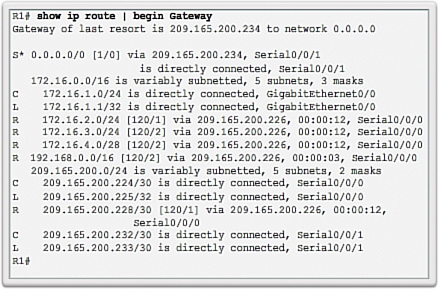 R1# show ip route | begin Gateway
Gateway of last resort is 209.165.200.234 to network 0.0.0.0
S* 0.0.0.0/0 [1/0] via 209.165.200.234, Serial0/0/1
is directly connected, Serial0/0/1
172.16.0.0/16 is variably subnetted, 5 subnets, 3 masks
C 172.16.1.0/24 is directly connected, GigabitEthernet0/0
L 172.16.1.1/32 is directly connected, GigabitEthernet0/0
R 172.16.2.0/24 [120/1] via 209.165.200.226, 00:00:12, Serial0/0/0
R 172.16.3.0/24 [120/2] via 209.165.200.226, 00:00:12, Serial0/0/0
R 172.16.4.0/28 [120/2] via 209.165.200.226, 00:00:12, Serial0/0/0
R 192.168.0.0/16 [120/2] via 209.165.200.226, 00:00:03, Serial0/0/0
209.165.200.0/24 is variably subnetted, 5 subnets, 2 masks
C 209.165.200.224/30 is directly connected, Serial0/0/0
L 209.165.200.225/32 is directly connected, Serial0/0/0
R 209.165.200.228/30 [120/1] via 209.165.200.226, 00:00:12,
Serial0/0/0
C 209.165.200.232/30 is directly connected, Serial0/0/1
L 209.165.200.233/30 is directly connected, Serial0/0/1
R1#